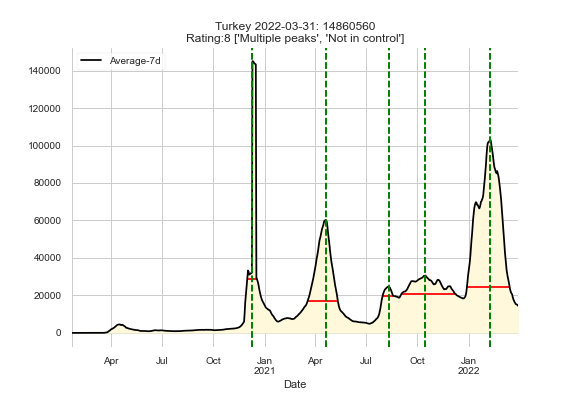 Turkey 2022-03-31: 14860560
Rating:8 ['Multiple peaks', 'Not in control']
Average-7d
140000
120000
100000
80000
60000
40000
20000
0
Apr Jul Oct Jan Apr Jul Oct Jan
2021 2022
Date